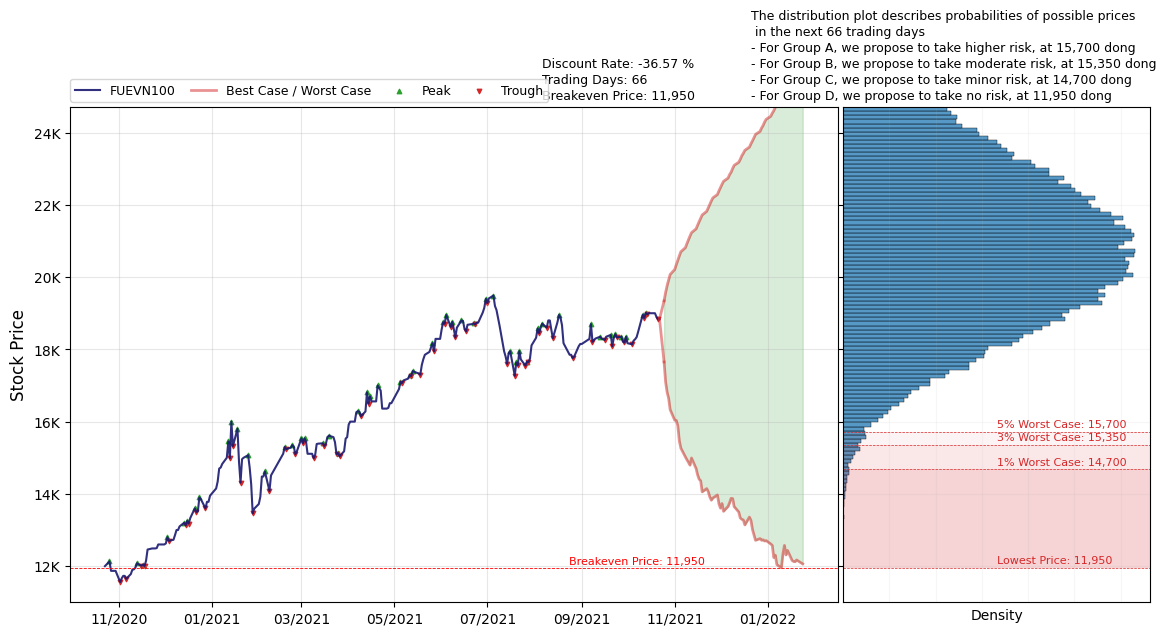 The distribution plot describes probabilities of possible prices
in the next 66 trading days
- For Group A, we propose to take higher risk, at 15,700 dong
- For Group B, we propose to take moderate risk, at 15,350 dong
- For Group C, we propose to take minor risk, at 14,700 dong
- For Group D, we propose to take no risk, at 11,950 dong
Discount Rate: -36.57 %
Trading Days: 66
Breakeven Price: 11,950
FUEVN100
Best Case / Worst Case
Peak
Trough
Stock Price
24K
22K
20K
18K
16K
14K
12K
Breakeven Price: 11,950
11/2020
01/2021
03/2021
05/2021
07/2021
09/2021
11/2021
01/2022
5% Worst Case: 15,700
3% Worst Case: 15,350
1% Worst Case: 14,700
Lowest Price: 11,950
Density